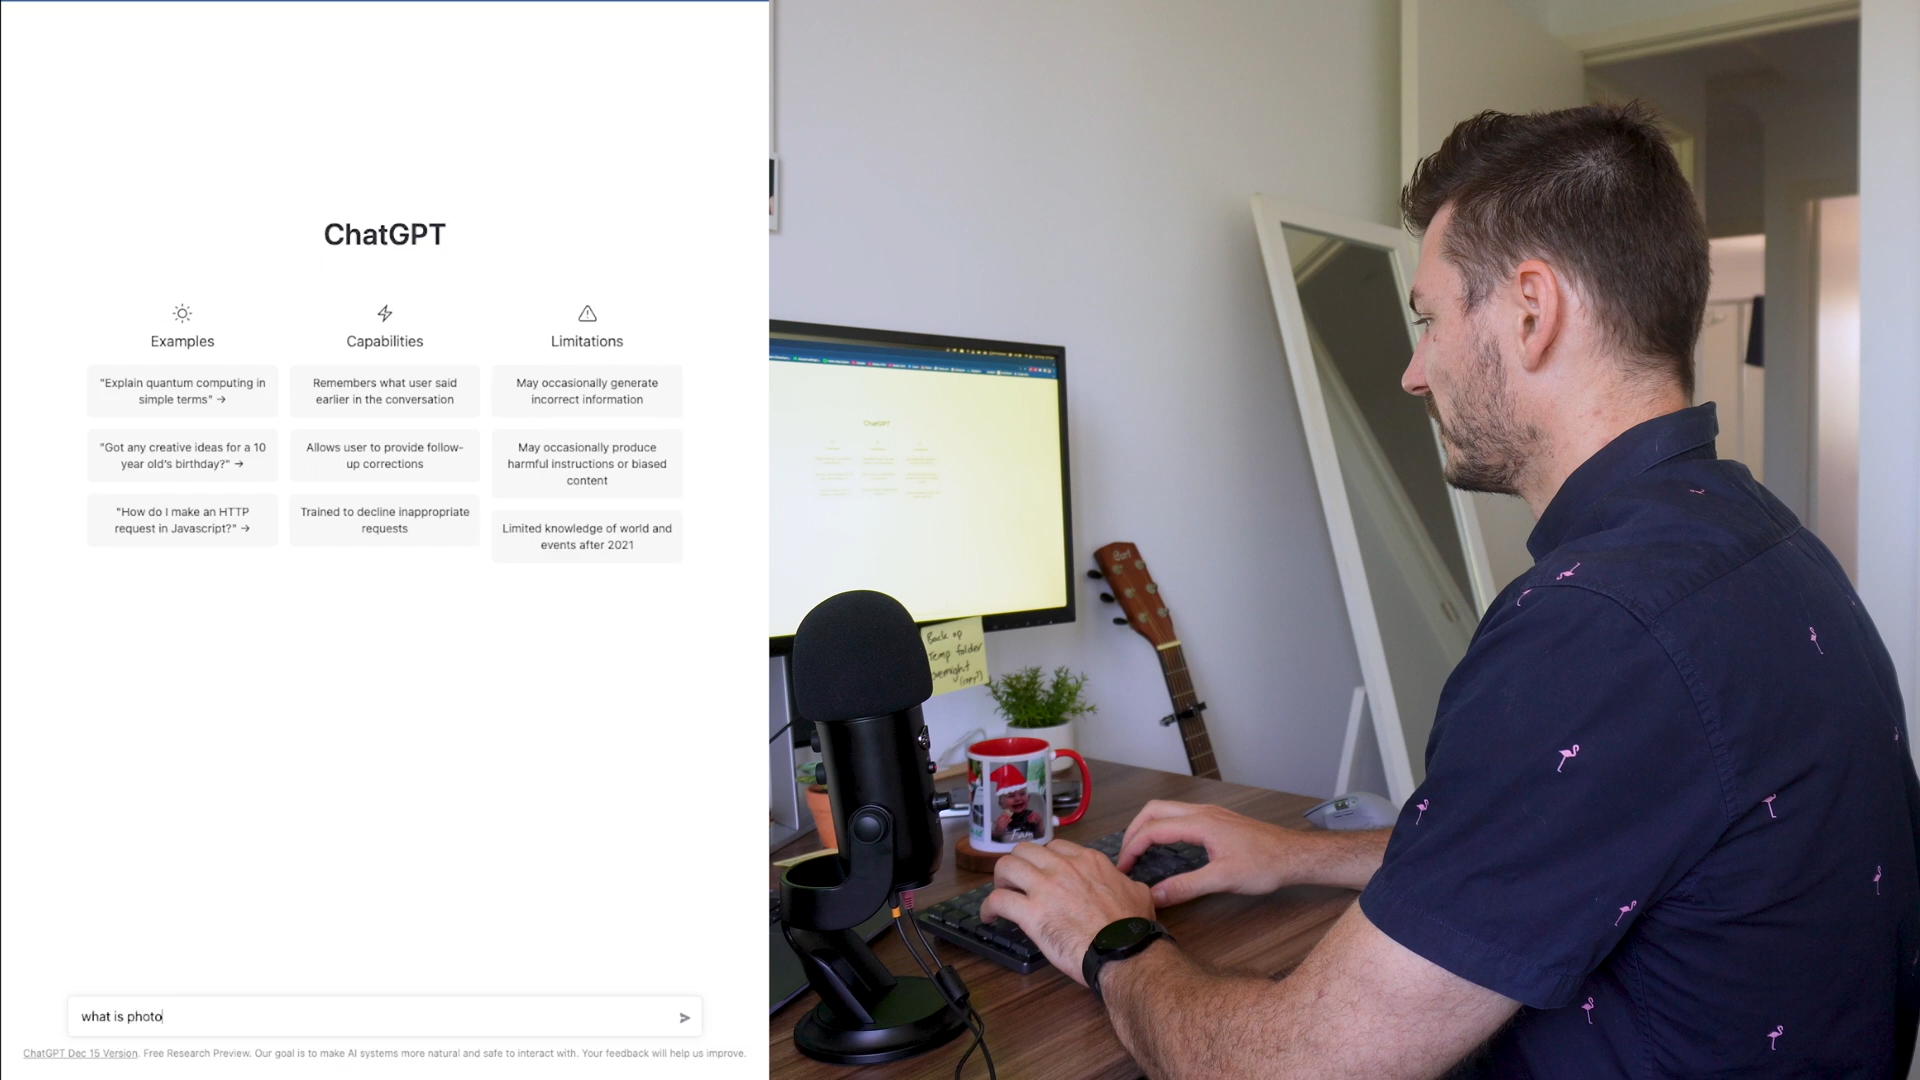 ChatGPT
Examples
"Explain quantum computing in
simple terms" →
"Got any creative ideas for a 10
year old's birthday?" →
"How do I make an HTTP
request in Javascript?" →
Capabilities
Remembers what user said
earlier in the conversation
Allows user to provide follow-
up corrections
Trained to decline inappropriate
requests
Limitations
May occasionally generate
incorrect information
May occasionally produce
harmful instructions or biased
content
Limited knowledge of world and
events after 2021
what is photo
ChatGPT Dec 15 Version. Free Research Preview. Our goal is to make AI systems more natural and safe to interact with. Your feedback will help us improve.
ChatGPT
Back up
Temp folder
overnight
(copy?)
Cort